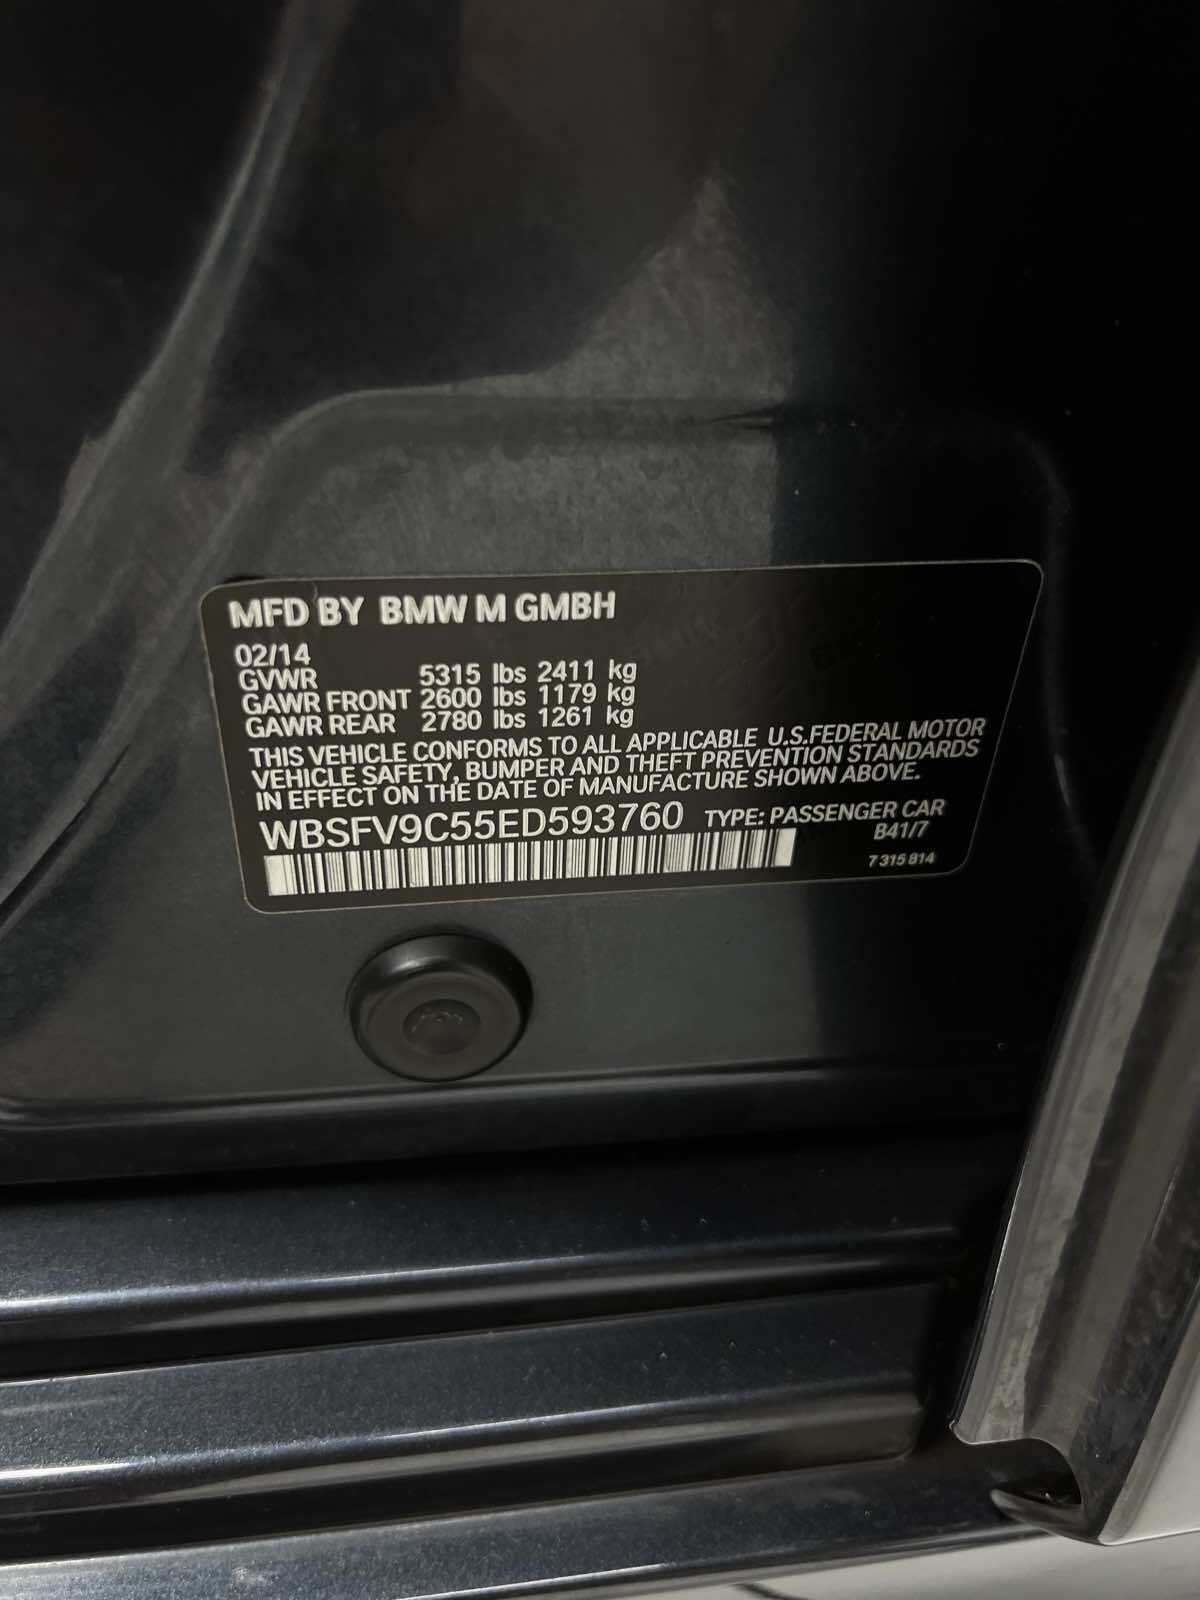 MFD BY BMW M GMBH
02/14
GVWR 5315 lbs 2411 kg
GAWR FRONT 2600 lbs 1179 kg
GAWR REAR 2780 lbs 1261 kg
THIS VEHICLE CONFORMS TO ALL APPLICABLE U.S.FEDERAL MOTOR
VEHICLE SAFETY, BUMPER AND THEFT PREVENTION STANDARDS
IN EFFECT ON THE DATE OF MANUFACTURE SHOWN ABOVE.
WBSFV9C55ED593760 TYPE: PASSENGER CAR
B41/7
7 315 814